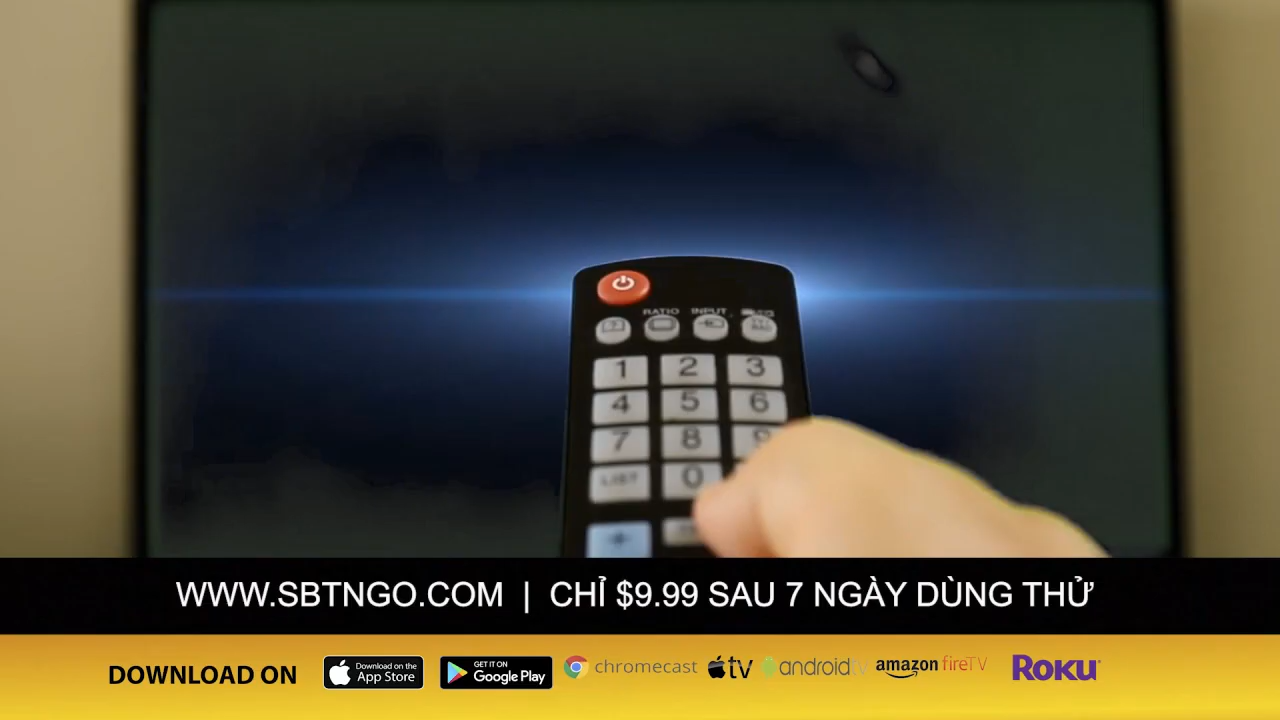 RATIO INPUT
1 2 3
4 5 6
7 8 9
LIST 0
WWW.SBTNGO.COM | CHỈ $9.99 SAU 7 NGÀY DÙNG THỬ
DOWNLOAD ON
Download on the
App Store
GET IT ON
Google Play
chromecast
tv
androidtv
amazon fireTV
ROKU